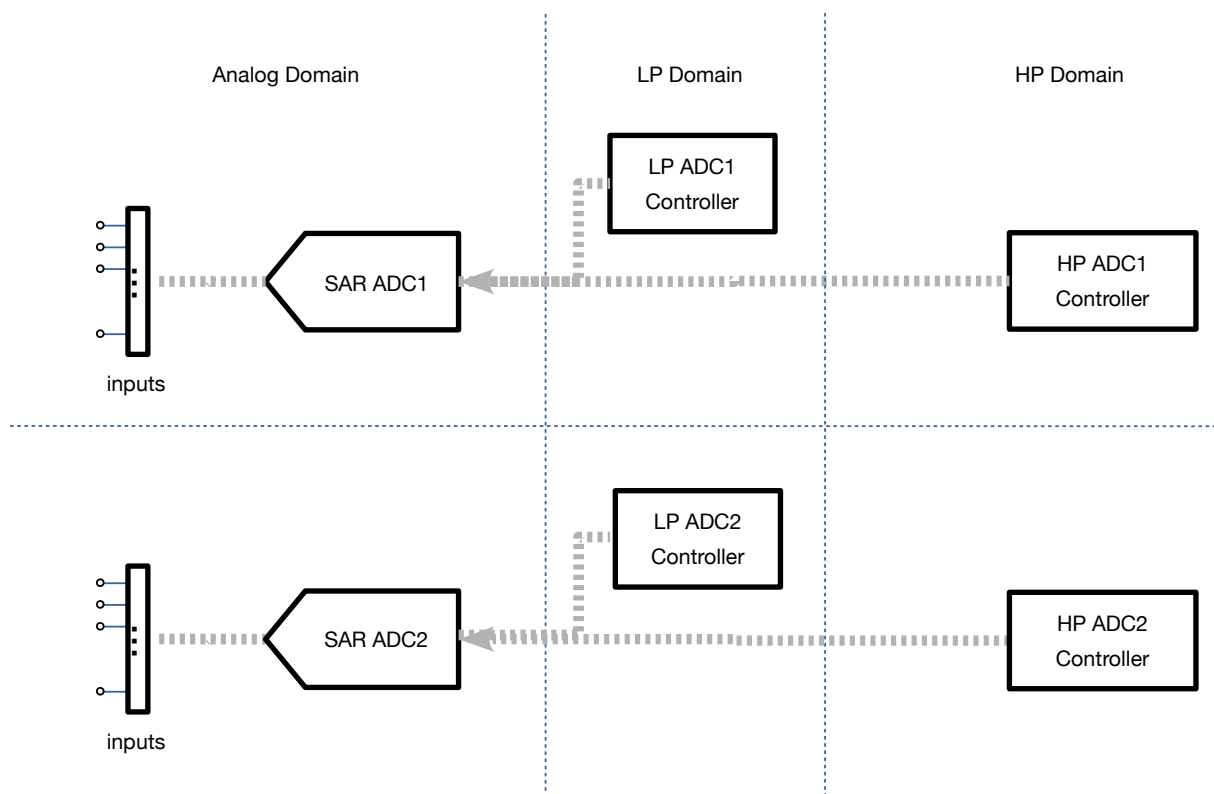 Analog Domain
LP Domain
HP Domain
LP ADC1
Controller
SAR ADC1
HP ADC1
Controller
inputs
LP ADC2
Controller
SAR ADC2
HP ADC2
Controller
inputs